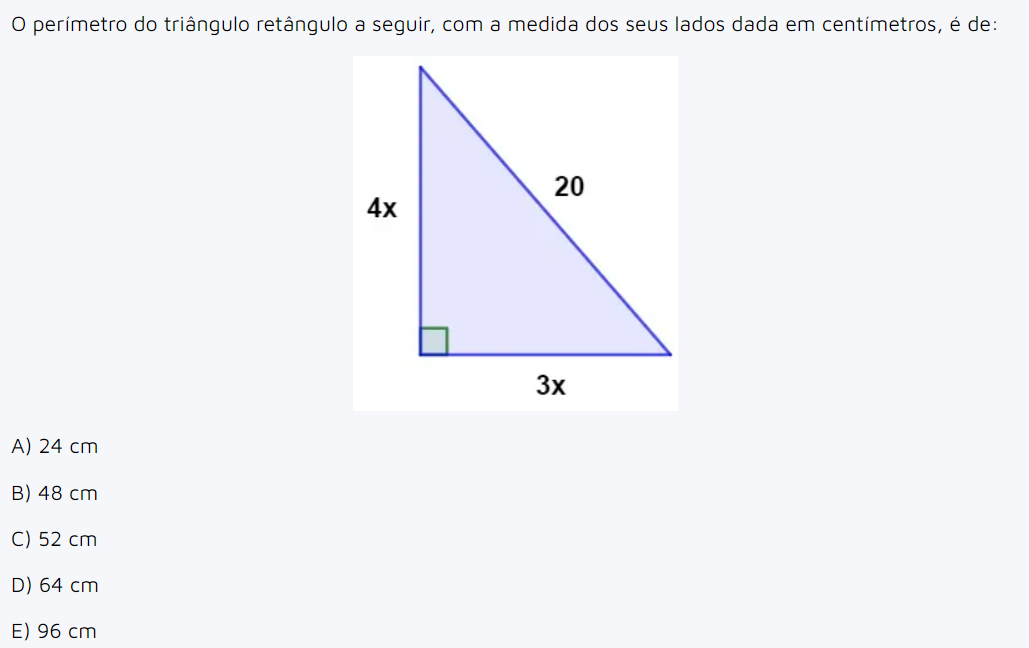 O perímetro do triângulo retângulo a seguir, com a medida dos seus lados dada em centímetros, é de:
20
4x
3x
A) 24 cm
B) 48 cm
C) 52 cm
D) 64 cm
E) 96 cm